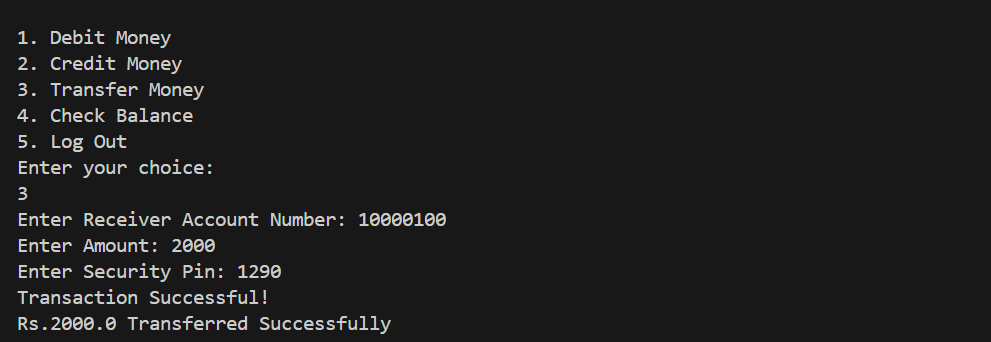 1. Debit Money
2. Credit Money
3. Transfer Money
4. Check Balance
5. Log Out
Enter your choice:
3
Enter Receiver Account Number: 10000100
Enter Amount: 2000
Enter Security Pin: 1290
Transaction Successful!
Rs.2000.0 Transferred Successfully